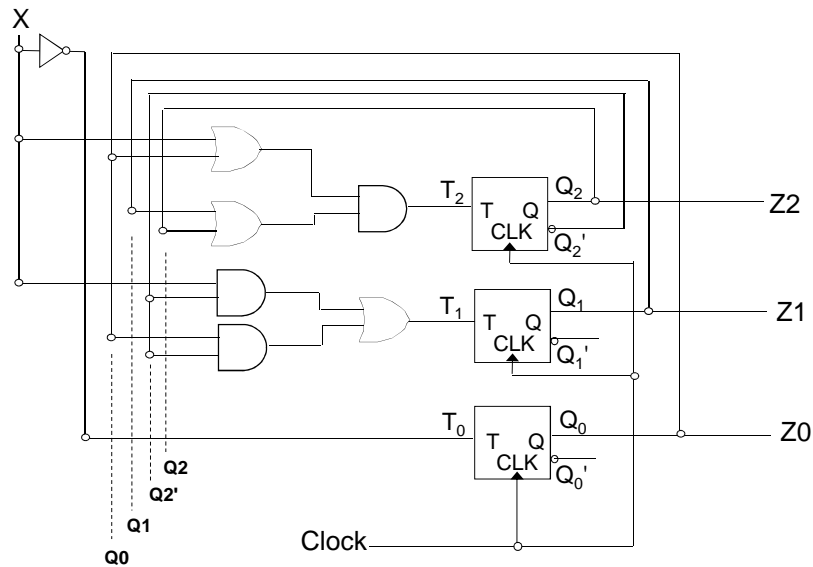 X
T₂
T Q
CLK
Q₂
Q₂'
Z2
T₁
T Q
CLK
Q₁
Q₁'
Z1
T₀
T Q
CLK
Q₀
Q₀'
Z0
Q2
Q2'
Q1
Q0
Clock